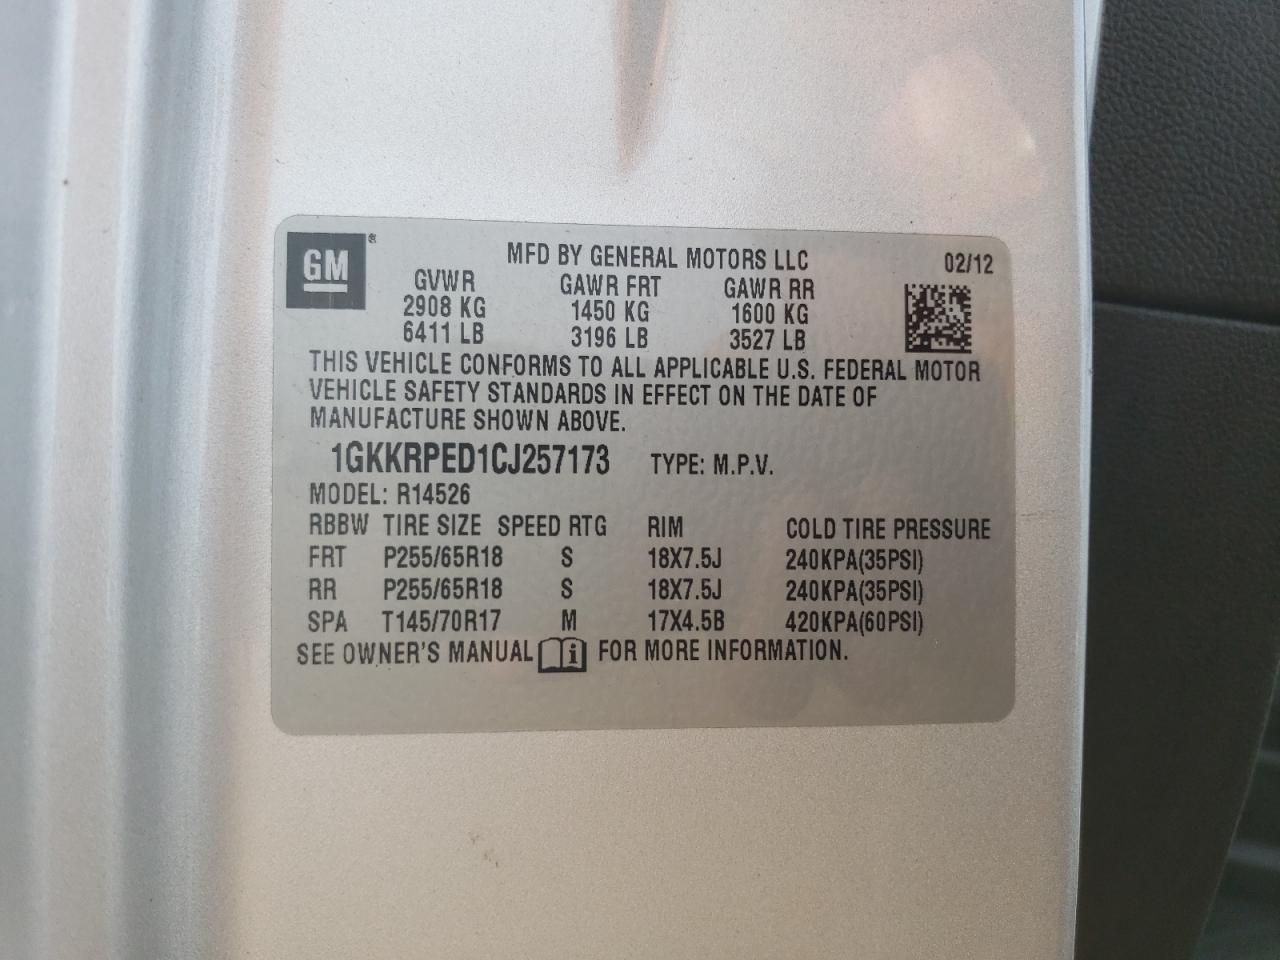 GM ®
MFD BY GENERAL MOTORS LLC 02/12
GVWR GAWR FRT GAWR RR
2908 KG 1450 KG 1600 KG
6411 LB 3196 LB 3527 LB
THIS VEHICLE CONFORMS TO ALL APPLICABLE U.S. FEDERAL MOTOR
VEHICLE SAFETY STANDARDS IN EFFECT ON THE DATE OF
MANUFACTURE SHOWN ABOVE.
1GKKRPED1CJ257173 TYPE: M.P.V.
MODEL: R14526
RBBW TIRE SIZE SPEED RTG RIM COLD TIRE PRESSURE
FRT P255/65R18 S 18X7.5J 240KPA(35PSI)
RR P255/65R18 S 18X7.5J 240KPA(35PSI)
SPA T145/70R17 M 17X4.5B 420KPA(60PSI)
SEE OWNER'S MANUAL i FOR MORE INFORMATION.